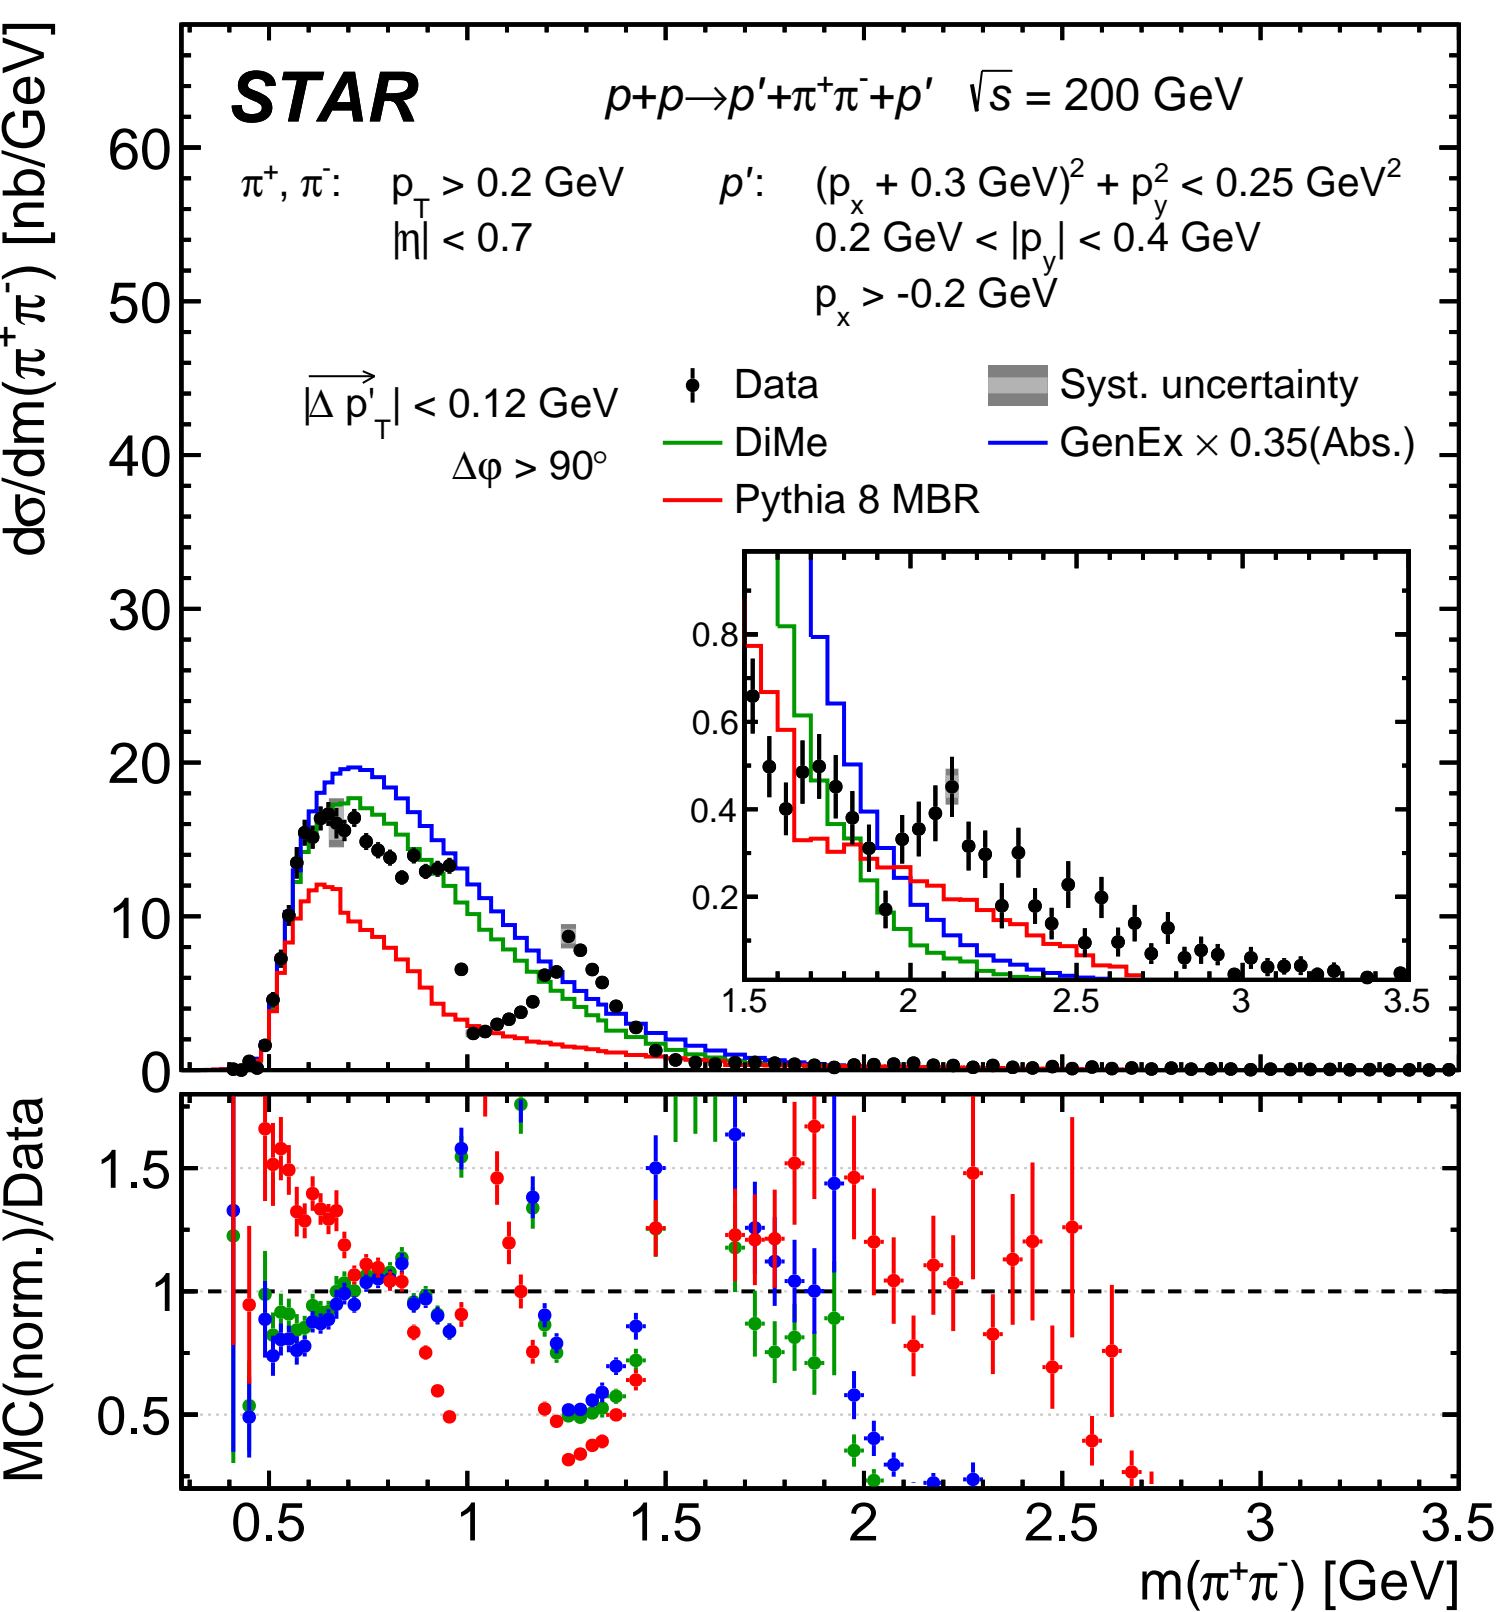 STAR p+p→p'+π⁺π⁻+p' √s = 200 GeV
π⁺, π⁻: p_T > 0.2 GeV p': (p_x + 0.3 GeV)² + p_y² < 0.25 GeV²
|η| < 0.7 0.2 GeV < |p_y| < 0.4 GeV
p_x > -0.2 GeV
|Δ p'_T| < 0.12 GeV
Δφ > 90°
Data Syst. uncertainty
DiMe GenEx × 0.35(Abs.)
Pythia 8 MBR
dσ/dm(π⁺π⁻) [nb/GeV]
60
50
40
30
20
10
0
0.8
0.6
0.4
0.2
1.5 2 2.5 3 3.5
MC(norm.)/Data
1.5
1
0.5
0.5 1 1.5 2 2.5 3 3.5
m(π⁺π⁻) [GeV]